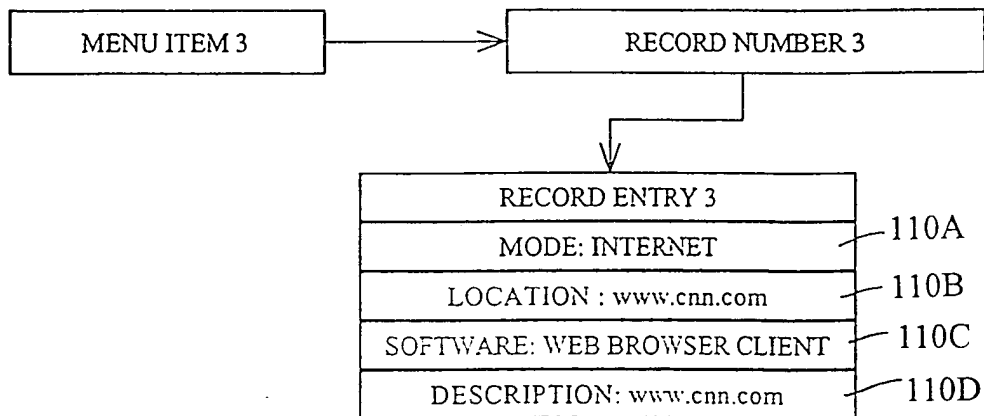 MENU ITEM 3
RECORD NUMBER 3
RECORD ENTRY 3
MODE: INTERNET
110A
LOCATION : www.cnn.com
110B
SOFTWARE: WEB BROWSER CLIENT
110C
DESCRIPTION: www.cnn.com
110D